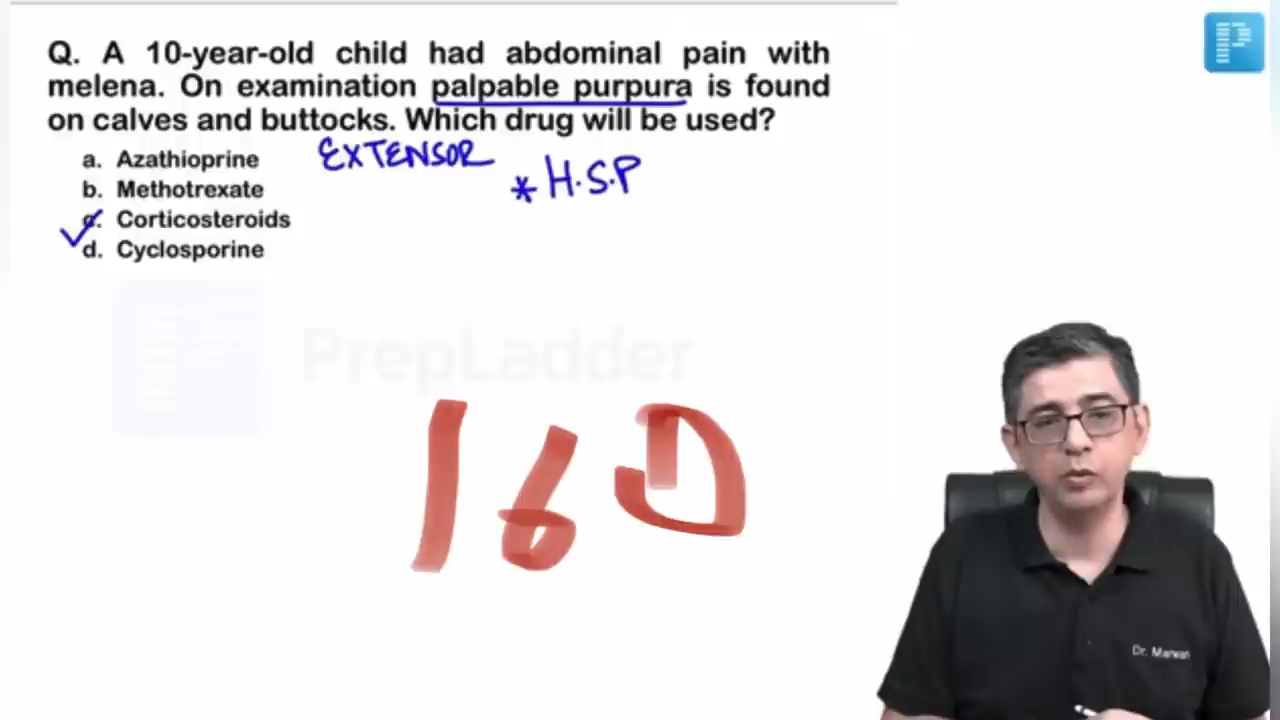 Q. A 10-year-old child had abdominal pain with
melena. On examination palpable purpura is found
on calves and buttocks. Which drug will be used?
a. Azathioprine
EXTENSOR
* H.S.P
b. Methotrexate
c. Corticosteroids
d. Cyclosporine
PrepLadder
16D
Dr. Marwah